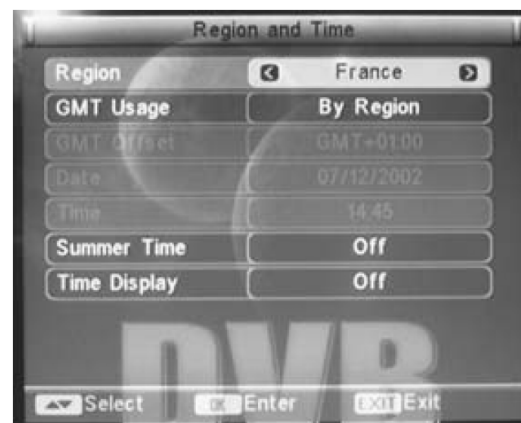 Region and Time
Region France
GMT Usage By Region
GMT Offset GMT+01:00
Date 07/12/2002
Time 14:45
Summer Time Off
Time Display Off
DVB
Select OK Enter EXIT Exit